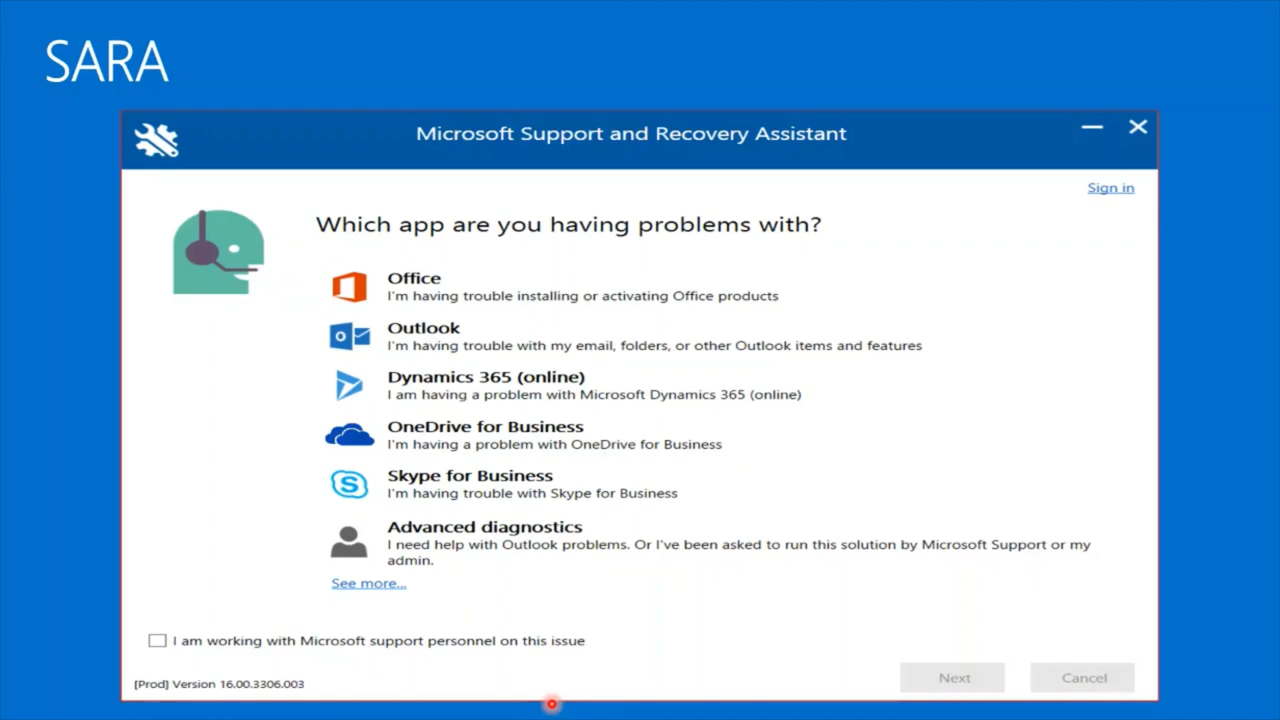 SARA
Microsoft Support and Recovery Assistant
Sign in
Which app are you having problems with?
Office
I'm having trouble installing or activating Office products
Outlook
I'm having trouble with my email, folders, or other Outlook items and features
Dynamics 365 (online)
I am having a problem with Microsoft Dynamics 365 (online)
OneDrive for Business
I'm having a problem with OneDrive for Business
Skype for Business
I'm having trouble with Skype for Business
Advanced diagnostics
I need help with Outlook problems. Or I've been asked to run this solution by Microsoft Support or my
admin.
See more...
I am working with Microsoft support personnel on this issue
[Prod] Version 16.00.3306.003
Next
Cancel